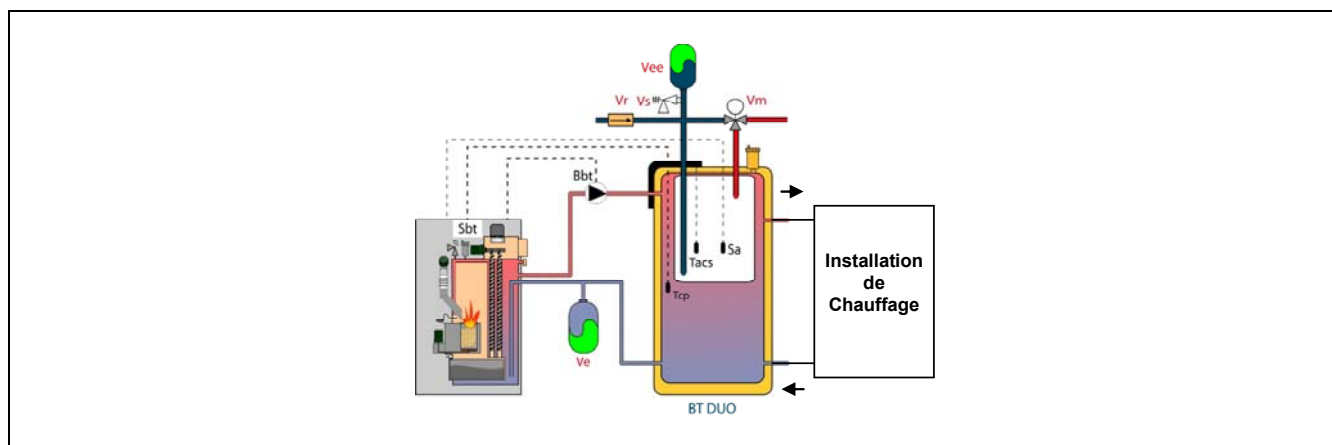 Vee
Vr
Vs
Vm
Bbt
Sbt
Tacs
Sa
Tcp
Ve
Installation
de
Chauffage
BT DUO